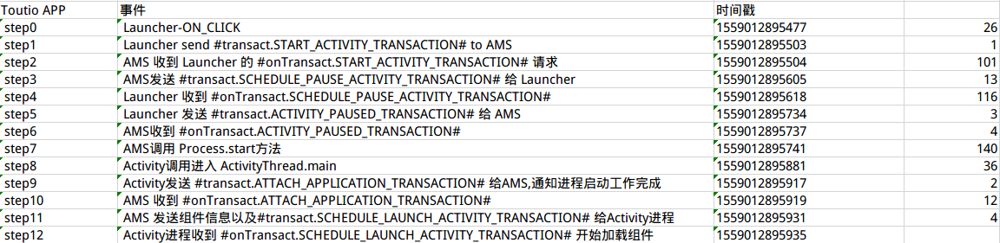 Toutio APP 事件 时间戳
step0 Launcher-ON_CLICK 1559012895477 26
step1 Launcher send #transact.START_ACTIVITY_TRANSACTION# to AMS 1559012895503 1
step2 AMS 收到 Launcher 的 #onTransact.START_ACTIVITY_TRANSACTION# 请求 1559012895504 101
step3 AMS发送 #transact.SCHEDULE_PAUSE_ACTIVITY_TRANSACTION# 给 Launcher 1559012895605 13
step4 Launcher 收到 #onTransact.SCHEDULE_PAUSE_ACTIVITY_TRANSACTION# 1559012895618 116
step5 Launcher 发送 #transact.ACTIVITY_PAUSED_TRANSACTION# 给 AMS 1559012895734 3
step6 AMS收到 #onTransact.ACTIVITY_PAUSED_TRANSACTION# 1559012895737 4
step7 AMS调用 Process.start方法 1559012895741 140
step8 Activity调用进入 ActivityThread.main 1559012895881 36
step9 Activity发送 #transact.ATTACH_APPLICATION_TRANSACTION# 给AMS,通知进程启动工作完成 1559012895917 2
step10 AMS 收到 #onTransact.ATTACH_APPLICATION_TRANSACTION# 1559012895919 12
step11 AMS 发送组件信息以及#transact.SCHEDULE_LAUNCH_ACTIVITY_TRANSACTION# 给Activity进程 1559012895931 4
step12 Activity进程收到 #onTransact.SCHEDULE_LAUNCH_ACTIVITY_TRANSACTION# 开始加载组件 1559012895935